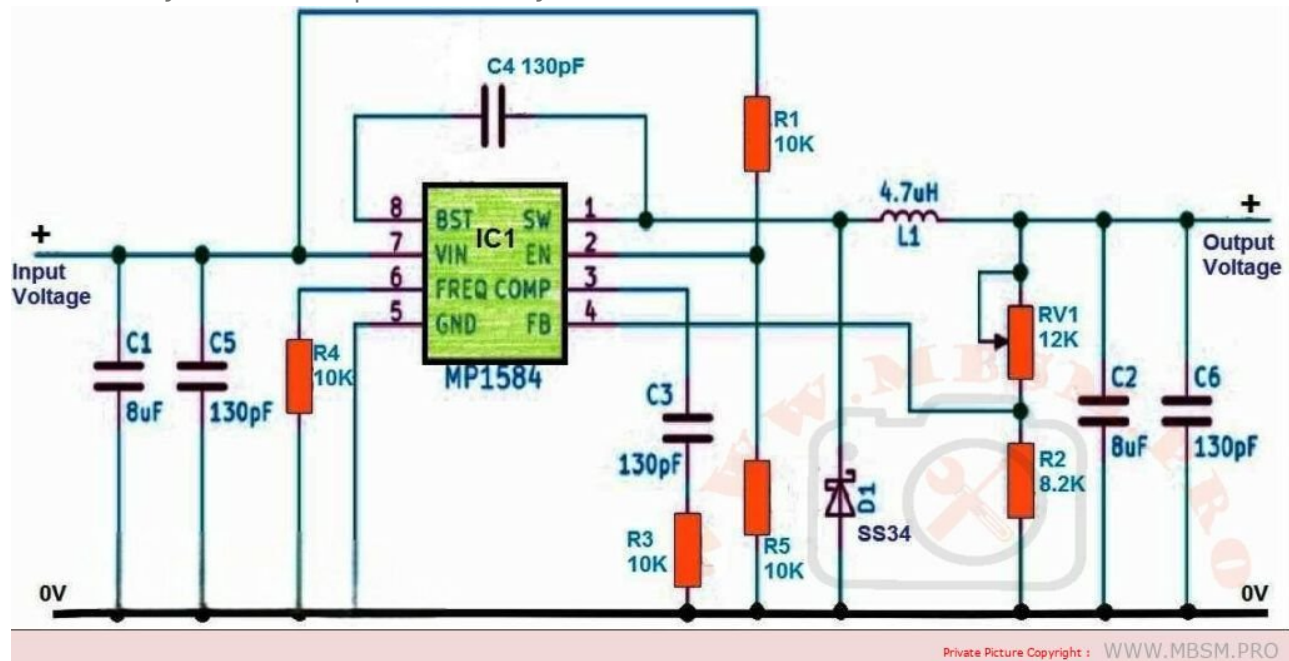 C4 130pF
R1
10K
4.7uH
L1
+
Input
Voltage
8
7
6
5
BST SW
IC1
VIN EN
FREQ COMP
GND FB
MP1584
1
2
3
4
+
Output
Voltage
C1
8uF
C5
130pF
R4
10K
C3
130pF
R3
10K
R5
10K
D1
SS34
RV1
12K
R2
8.2K
C2
8uF
C6
130pF
0V
0V
WWW.MBSM.PRO
Private Picture Copyright : WWW.MBSM.PRO